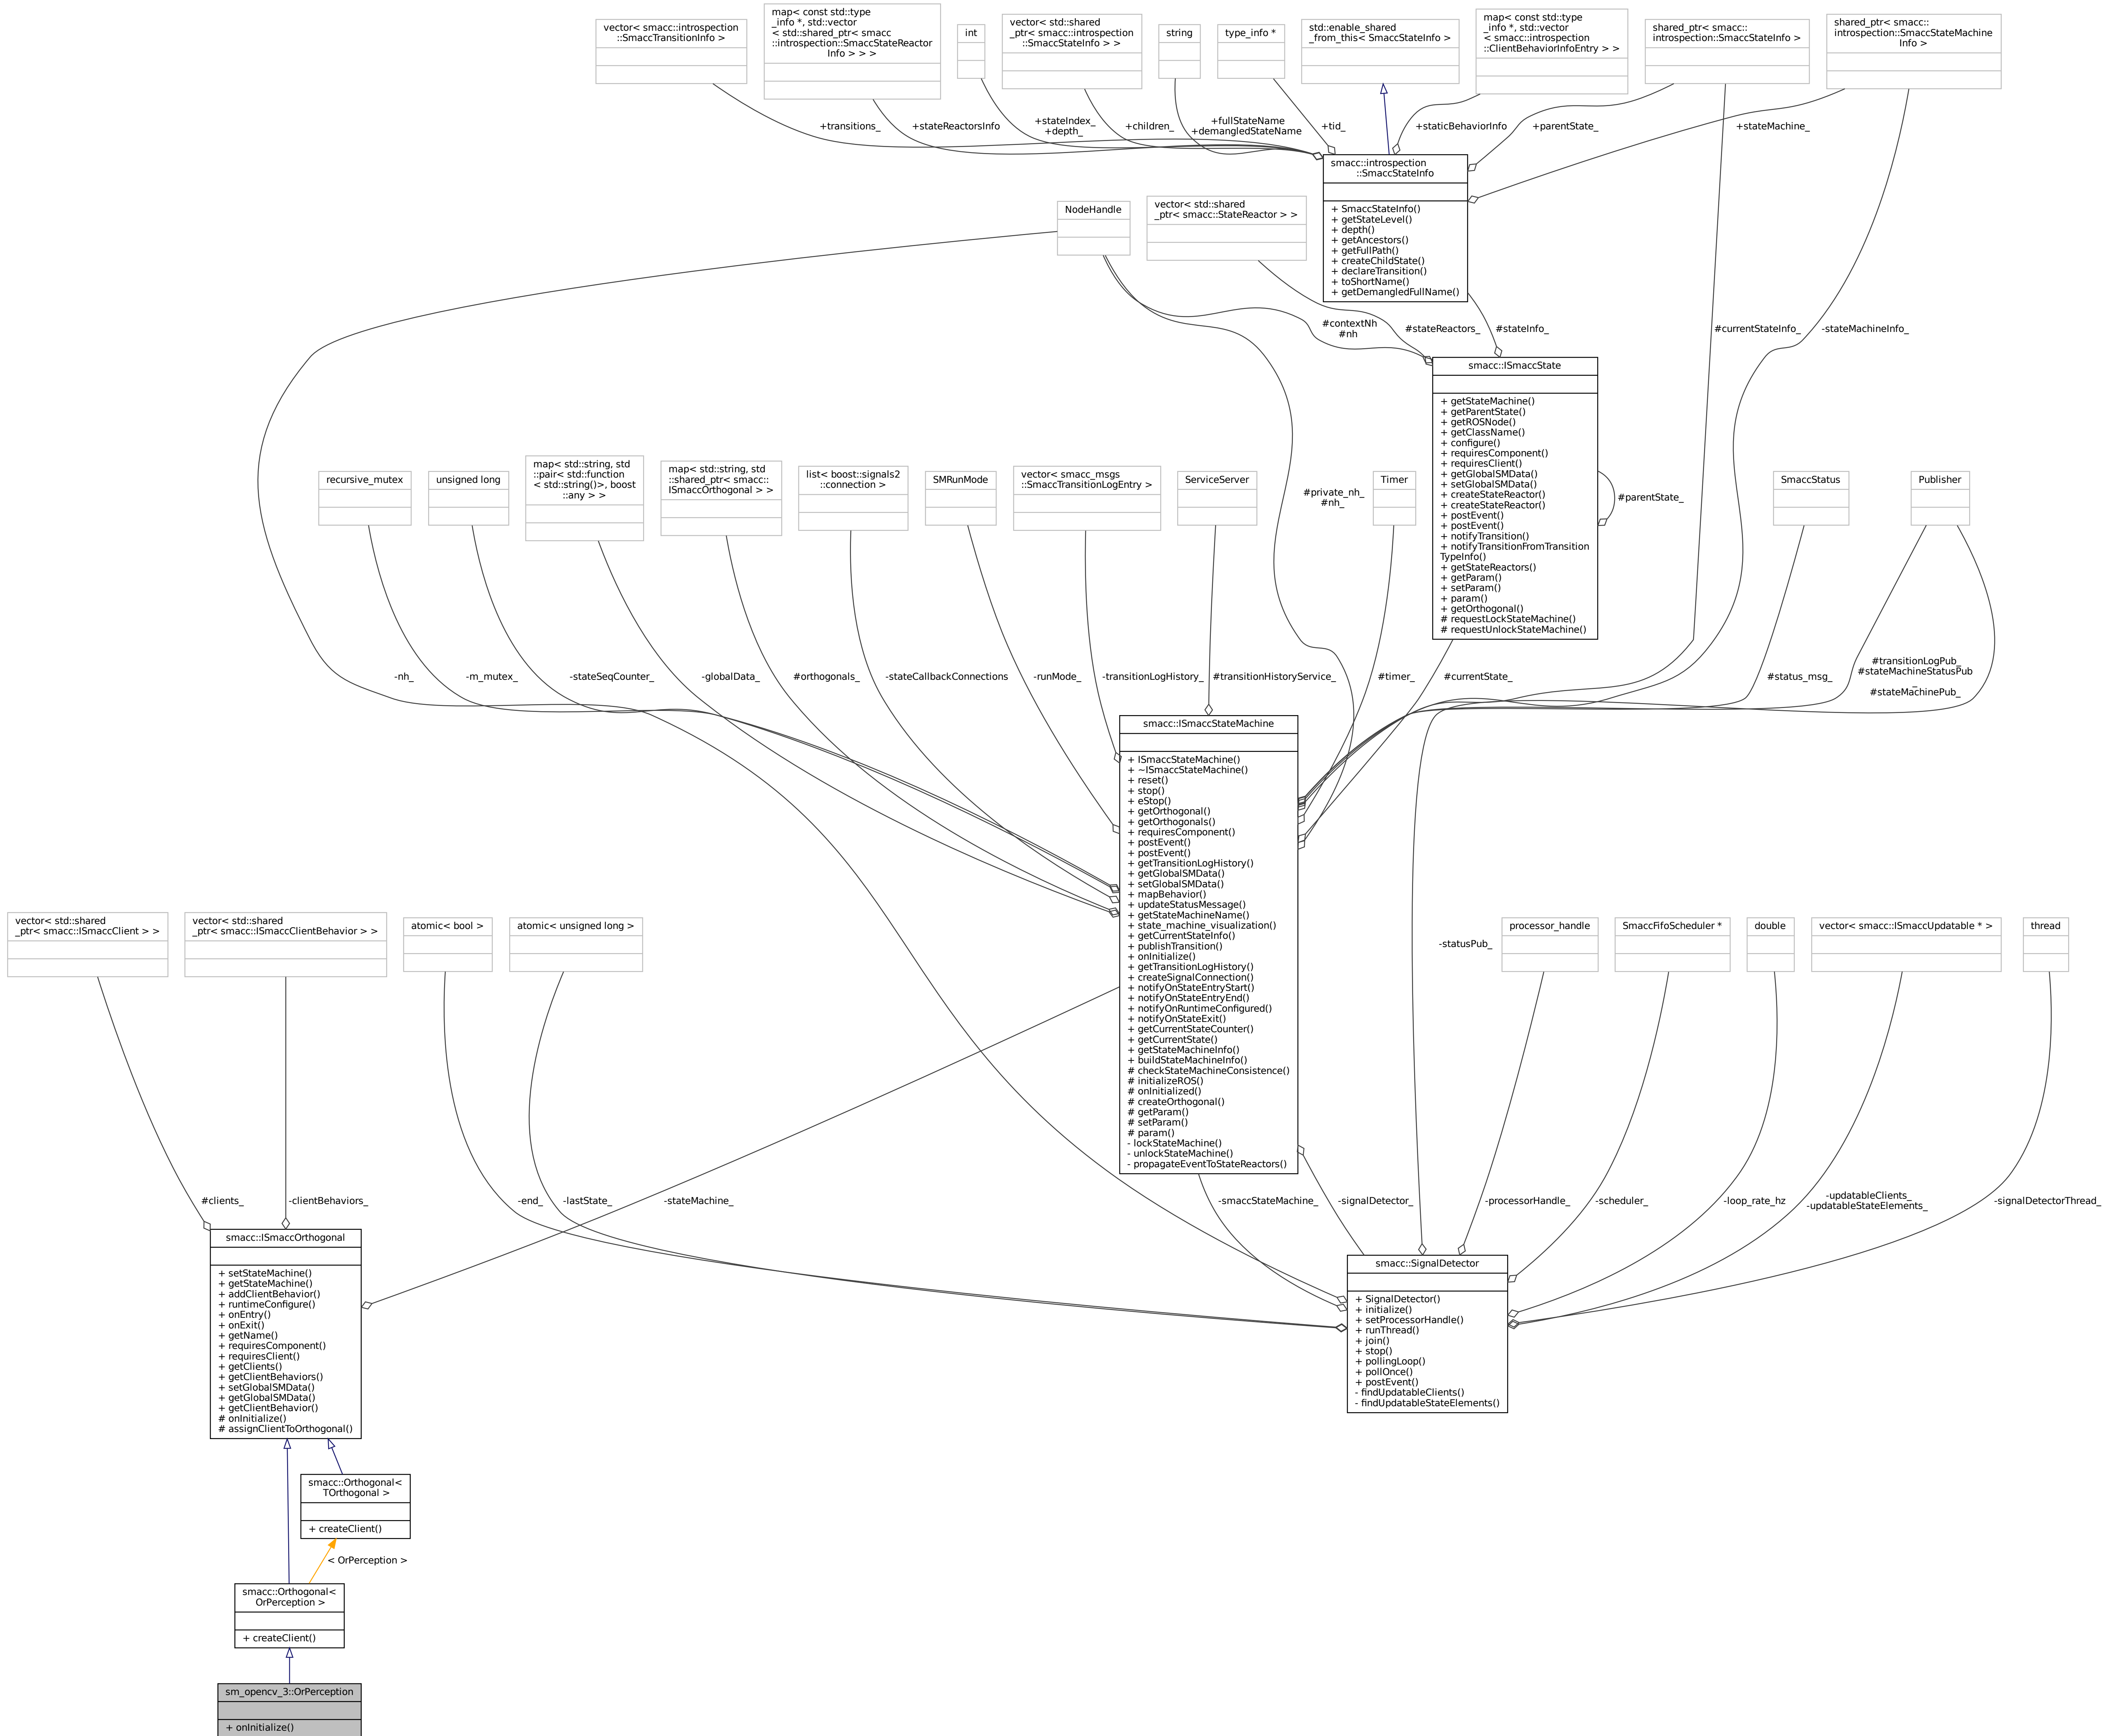 vector< smacc::introspection
::SmaccTransitionInfo >
map< const std::type
_info *, std::vector
< std::shared_ptr< smacc
::introspection::SmaccStateReactor
Info > > >
int
vector< std::shared
_ptr< smacc::introspection
::SmaccStateInfo > >
string
type_info *
std::enable_shared
_from_this< SmaccStateInfo >
map< const std::type
_info *, std::vector
< smacc::introspection
::ClientBehaviorInfoEntry > >
shared_ptr< smacc::
introspection::SmaccStateInfo >
shared_ptr< smacc::
introspection::SmaccStateMachine
Info >
+transitions_
+stateReactorsInfo
+stateIndex_
+depth_
+children_
+fullStateName
+demangledStateName
+tid_
+staticBehaviorInfo
+parentState_
+stateMachine_
smacc::introspection
::SmaccStateInfo
+ SmaccStateInfo()
+ getStateLevel()
+ depth()
+ getAncestors()
+ getFullPath()
+ createChildState()
+ declareTransition()
+ toShortName()
+ getDemangledFullName()
NodeHandle
vector< std::shared
_ptr< smacc::StateReactor > >
#contextNh
#nh
#stateReactors_
#stateInfo_
#currentStateInfo_
-stateMachineInfo_
smacc::ISmaccState
+ getStateMachine()
+ getParentState()
+ getROSNode()
+ getClassName()
+ configure()
+ requiresComponent()
+ requiresClient()
+ getGlobalSMData()
+ setGlobalSMData()
+ createStateReactor()
+ createStateReactor()
+ postEvent()
+ postEvent()
+ notifyTransition()
+ notifyTransitionFromTransition
TypeInfo()
+ getStateReactors()
+ getParam()
+ setParam()
+ param()
+ getOrthogonal()
# requestLockStateMachine()
# requestUnlockStateMachine()
#parentState_
recursive_mutex
unsigned long
map< std::string, std
::pair< std::function
< std::string()>, boost
::any > >
map< std::string, std
::shared_ptr< smacc::
ISmaccOrthogonal > >
list< boost::signals2
::connection >
SMRunMode
vector< smacc_msgs
::SmaccTransitionLogEntry >
ServiceServer
#private_nh_
#nh_
Timer
SmaccStatus
Publisher
-nh_
-m_mutex_
-stateSeqCounter_
-globalData_
#orthogonals_
-stateCallbackConnections
-runMode_
-transitionLogHistory_
#transitionHistoryService_
#timer_
#currentState_
#status_msg_
#transitionLogPub_
#stateMachineStatusPub
_
#stateMachinePub_
smacc::ISmaccStateMachine
+ ISmaccStateMachine()
+ ~ISmaccStateMachine()
+ reset()
+ stop()
+ eStop()
+ getOrthogonal()
+ getOrthogonals()
+ requiresComponent()
+ postEvent()
+ postEvent()
+ getTransitionLogHistory()
+ getGlobalSMData()
+ setGlobalSMData()
+ mapBehavior()
+ updateStatusMessage()
+ getStateMachineName()
+ state_machine_visualization()
+ getCurrentStateInfo()
+ publishTransition()
+ onInitialize()
+ getTransitionLogHistory()
+ createSignalConnection()
+ notifyOnStateEntryStart()
+ notifyOnStateEntryEnd()
+ notifyOnRuntimeConfigured()
+ notifyOnStateExit()
+ getCurrentStateCounter()
+ getCurrentState()
+ getStateMachineInfo()
+ buildStateMachineInfo()
# checkStateMachineConsistence()
# initializeROS()
# onInitialized()
# createOrthogonal()
# getParam()
# setParam()
# param()
- lockStateMachine()
- unlockStateMachine()
- propagateEventToStateReactors()
vector< std::shared
_ptr< smacc::ISmaccClient > >
vector< std::shared
_ptr< smacc::ISmaccClientBehavior > >
atomic< bool >
atomic< unsigned long >
-statusPub_
processor_handle
SmaccFifoScheduler *
double
vector< smacc::ISmaccUpdatable * >
thread
#clients_
-clientBehaviors_
-stateMachine_
-end_
-lastState_
-smaccStateMachine_
-signalDetector_
-processorHandle_
-scheduler_
-loop_rate_hz
-updatableClients_
-updatableStateElements_
-signalDetectorThread_
smacc::ISmaccOrthogonal
+ setStateMachine()
+ getStateMachine()
+ addClientBehavior()
+ runtimeConfigure()
+ onEntry()
+ onExit()
+ getName()
+ requiresComponent()
+ requiresClient()
+ getClients()
+ getClientBehaviors()
+ setGlobalSMData()
+ getGlobalSMData()
+ getClientBehavior()
# onInitialize()
# assignClientToOrthogonal()
smacc::SignalDetector
+ SignalDetector()
+ initialize()
+ setProcessorHandle()
+ runThread()
+ join()
+ stop()
+ pollingLoop()
+ pollOnce()
+ postEvent()
- findUpdatableClients()
- findUpdatableStateElements()
smacc::Orthogonal<
TOrthogonal >
+ createClient()
< OrPerception >
smacc::Orthogonal<
OrPerception >
+ createClient()
sm_opencv_3::OrPerception
+ onInitialize()